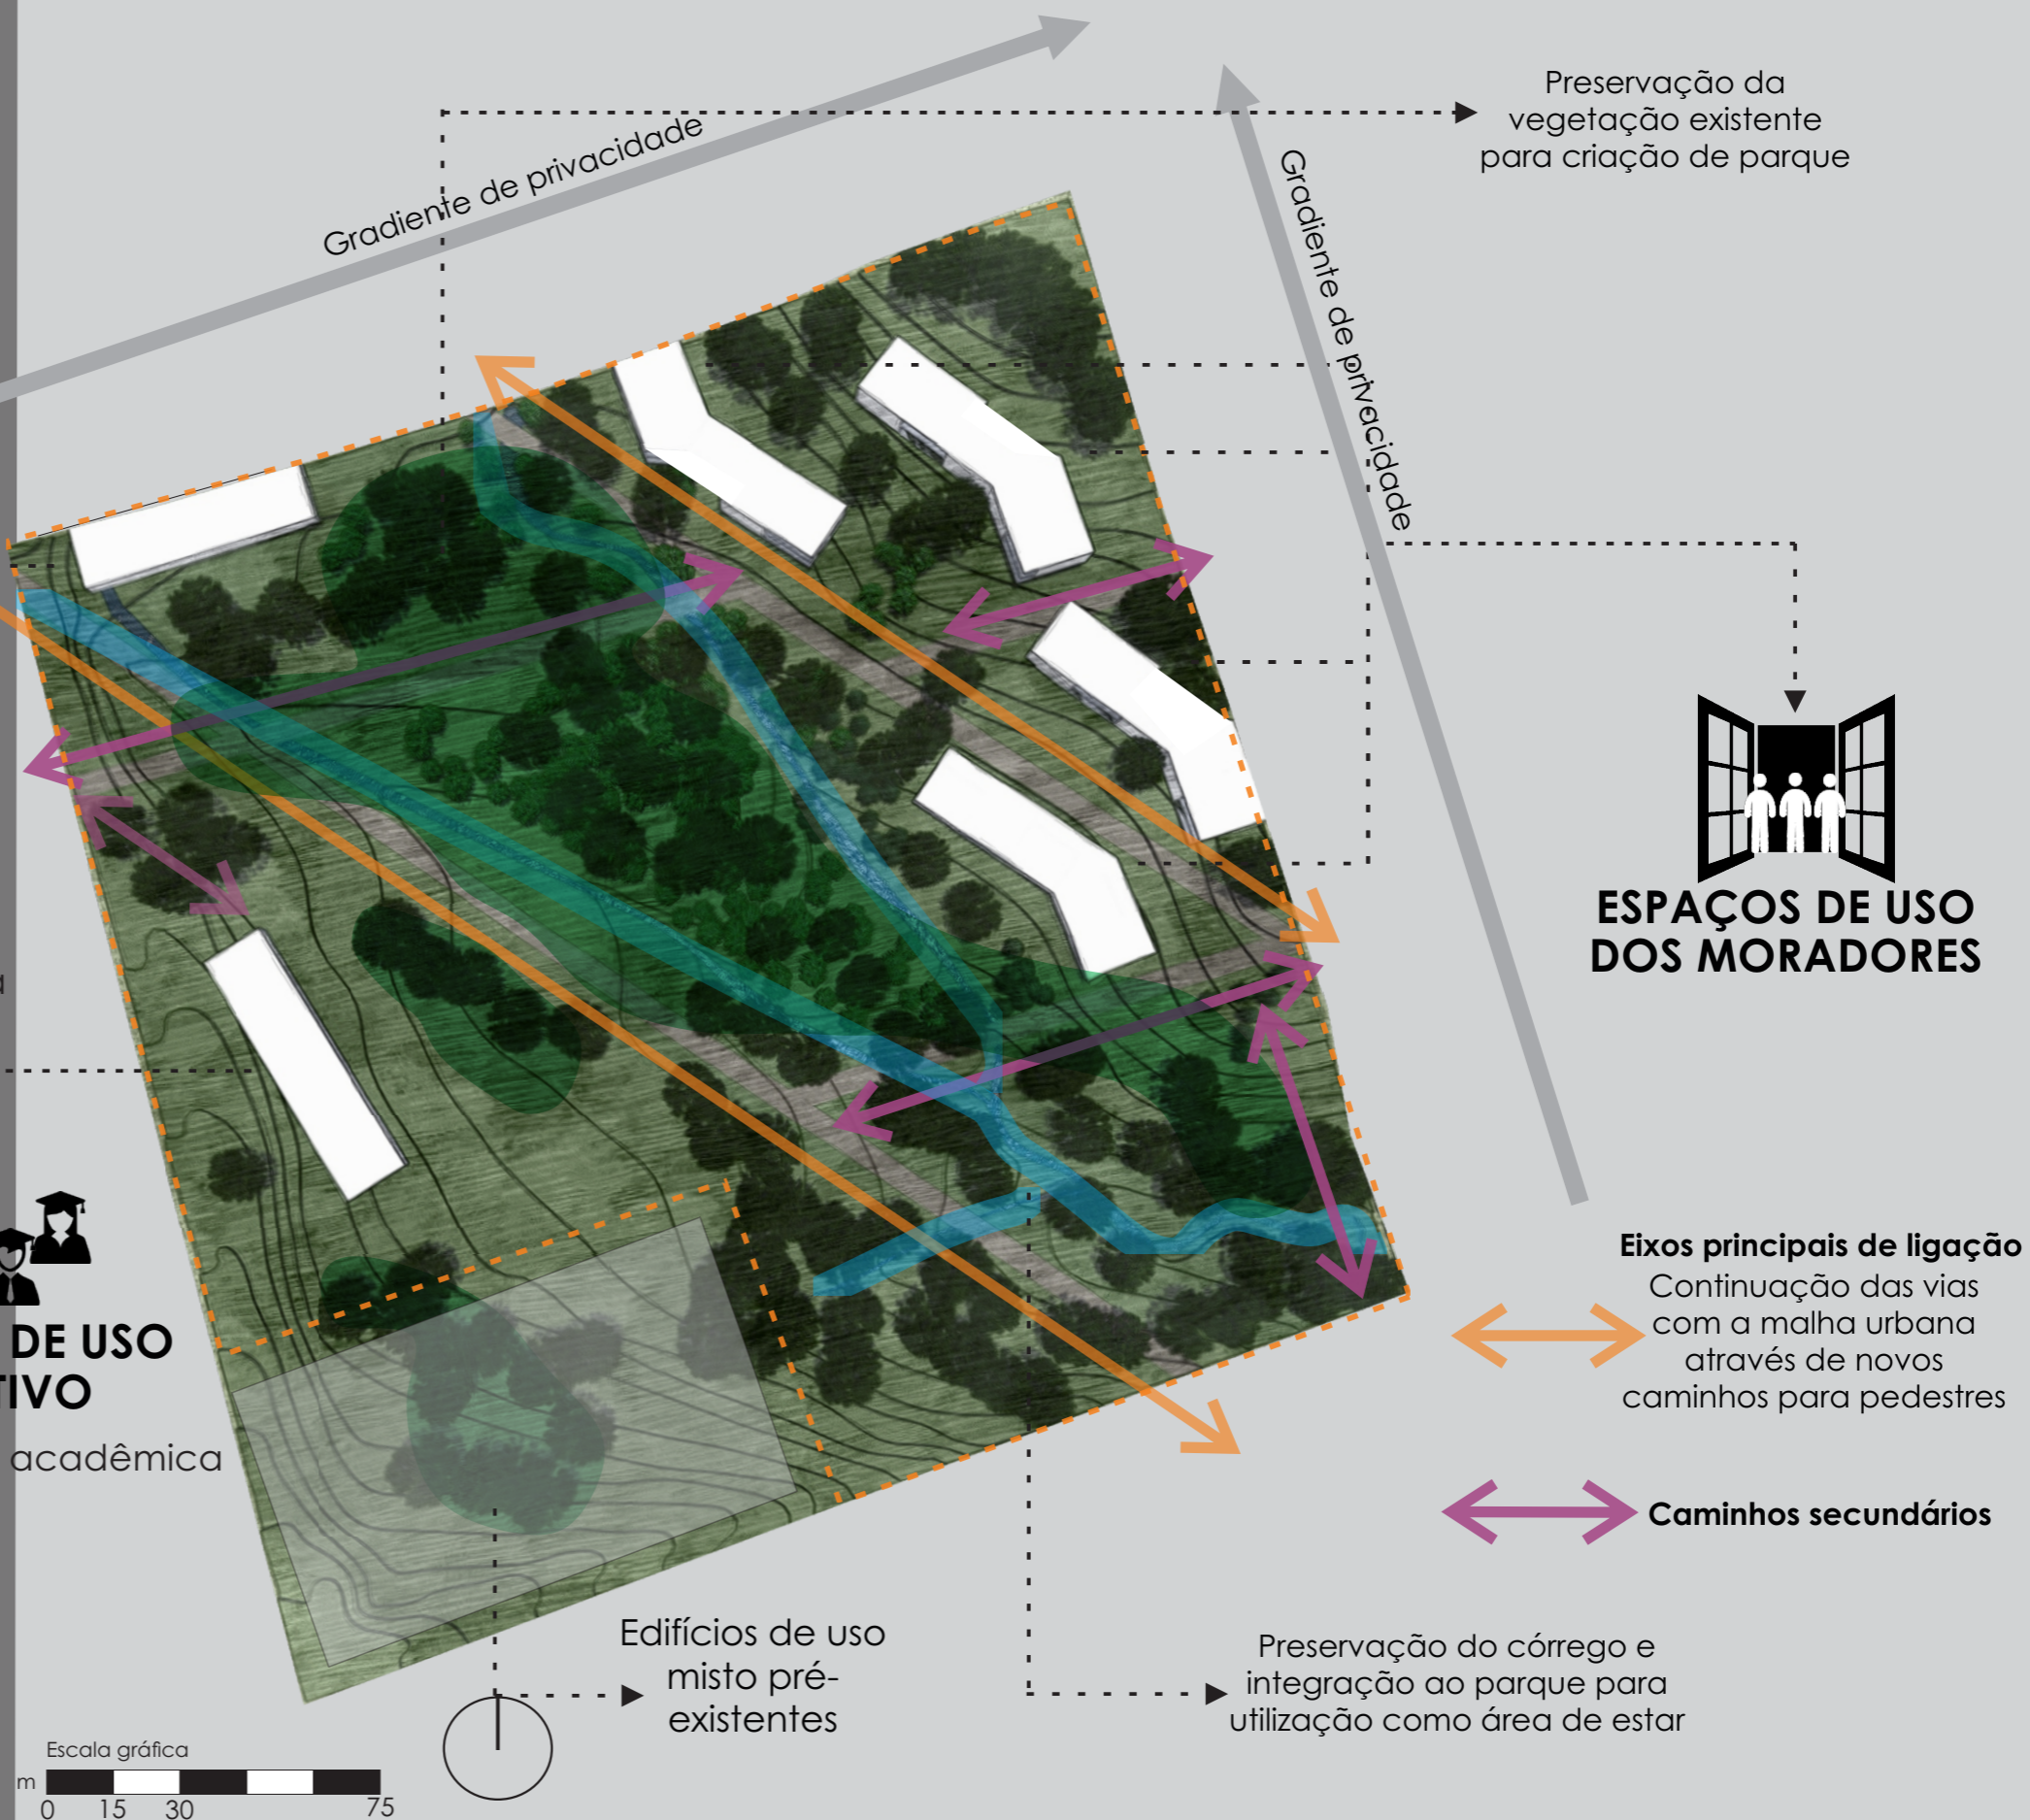 Preservação da
vegetação existente
para criação de parque
Gradiente de privacidade
Gradiente de privacidade
ESPAÇOS DE USO
DOS MORADORES
a
DE USO
TIVO
acadêmica
Eixos principais de ligação
Continuação das vias
com a malha urbana
através de novos
caminhos para pedestres
Caminhos secundários
Edifícios de uso
misto pré-
existentes
Preservação do córrego e
integração ao parque para
utilização como área de estar
Escala gráfica
m
0 15 30 75